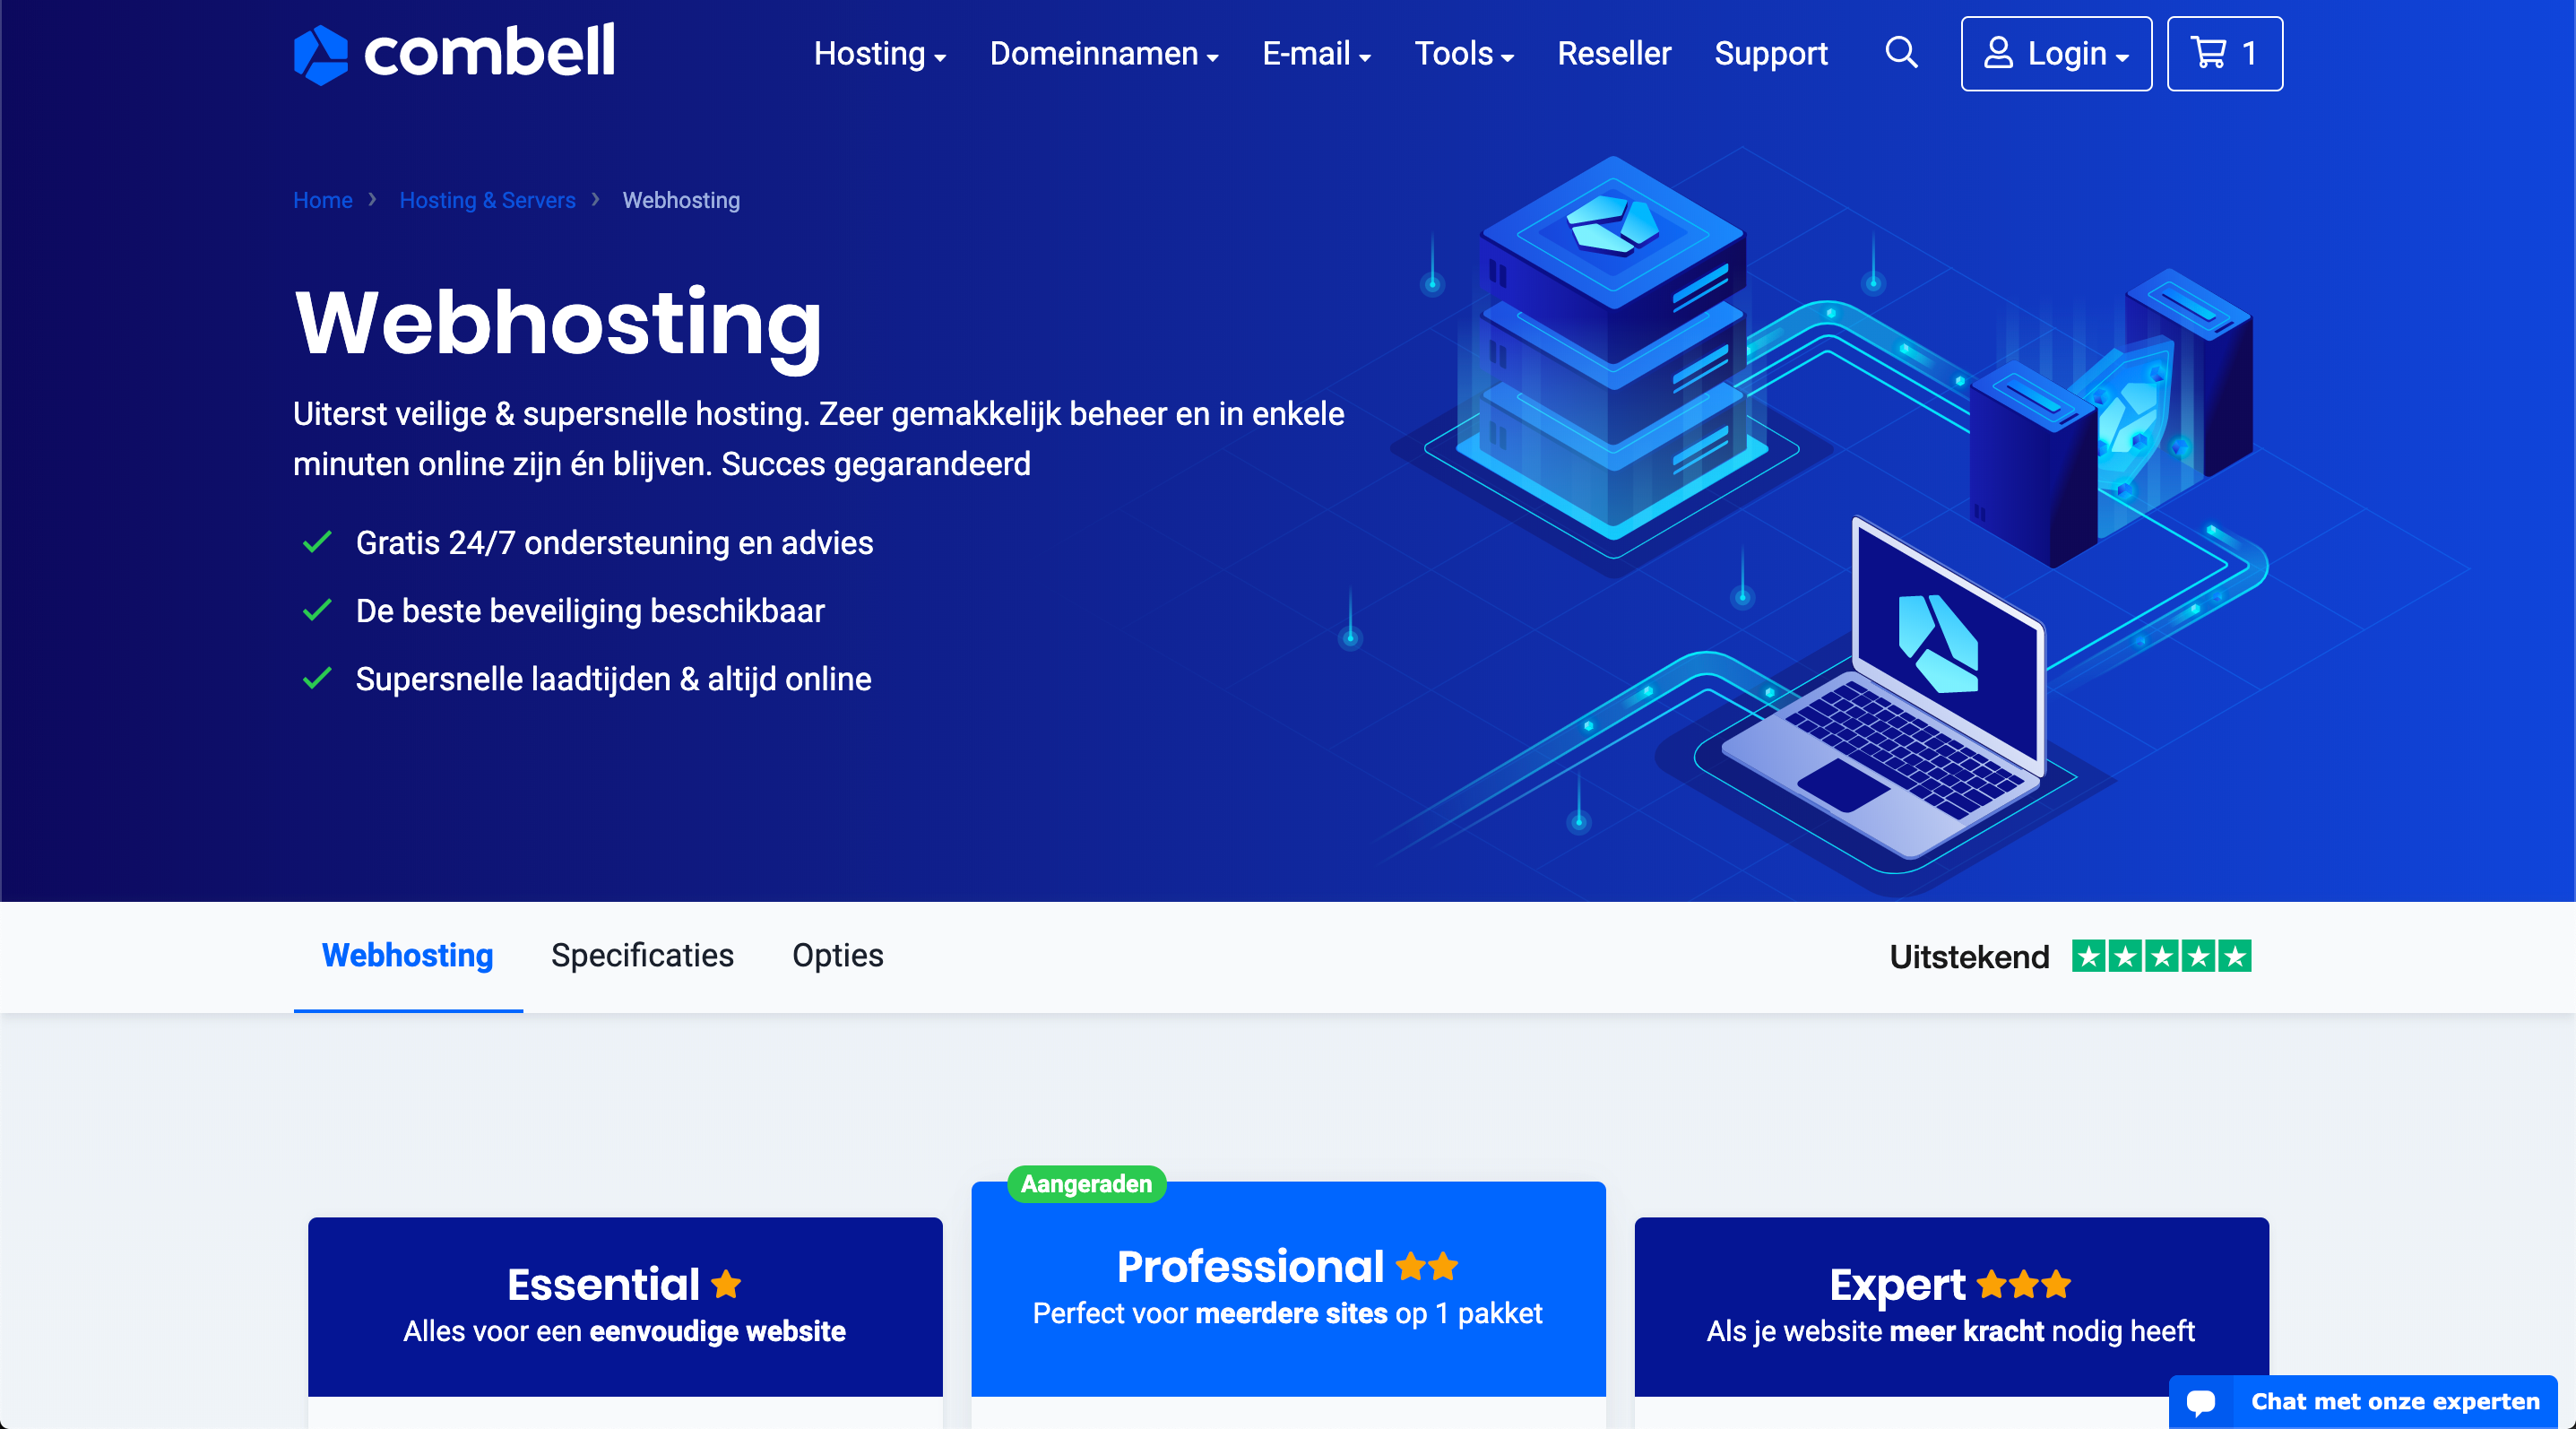 combell
Hosting
Domeinnamen
E-mail
Tools
Reseller
Support
Login
1
Home
Hosting & Servers
Webhosting
Webhosting
Uiterst veilige & supersnelle hosting. Zeer gemakkelijk beheer en in enkele
minuten online zijn én blijven. Succes gegarandeerd
Gratis 24/7 ondersteuning en advies
De beste beveiliging beschikbaar
Supersnelle laadtijden & altijd online
Webhosting
Specificaties
Opties
Uitstekend
Essential
Alles voor een eenvoudige website
Aangeraden
Professional
Perfect voor meerdere sites op 1 pakket
Expert
Als je website meer kracht nodig heeft
Chat met onze experten